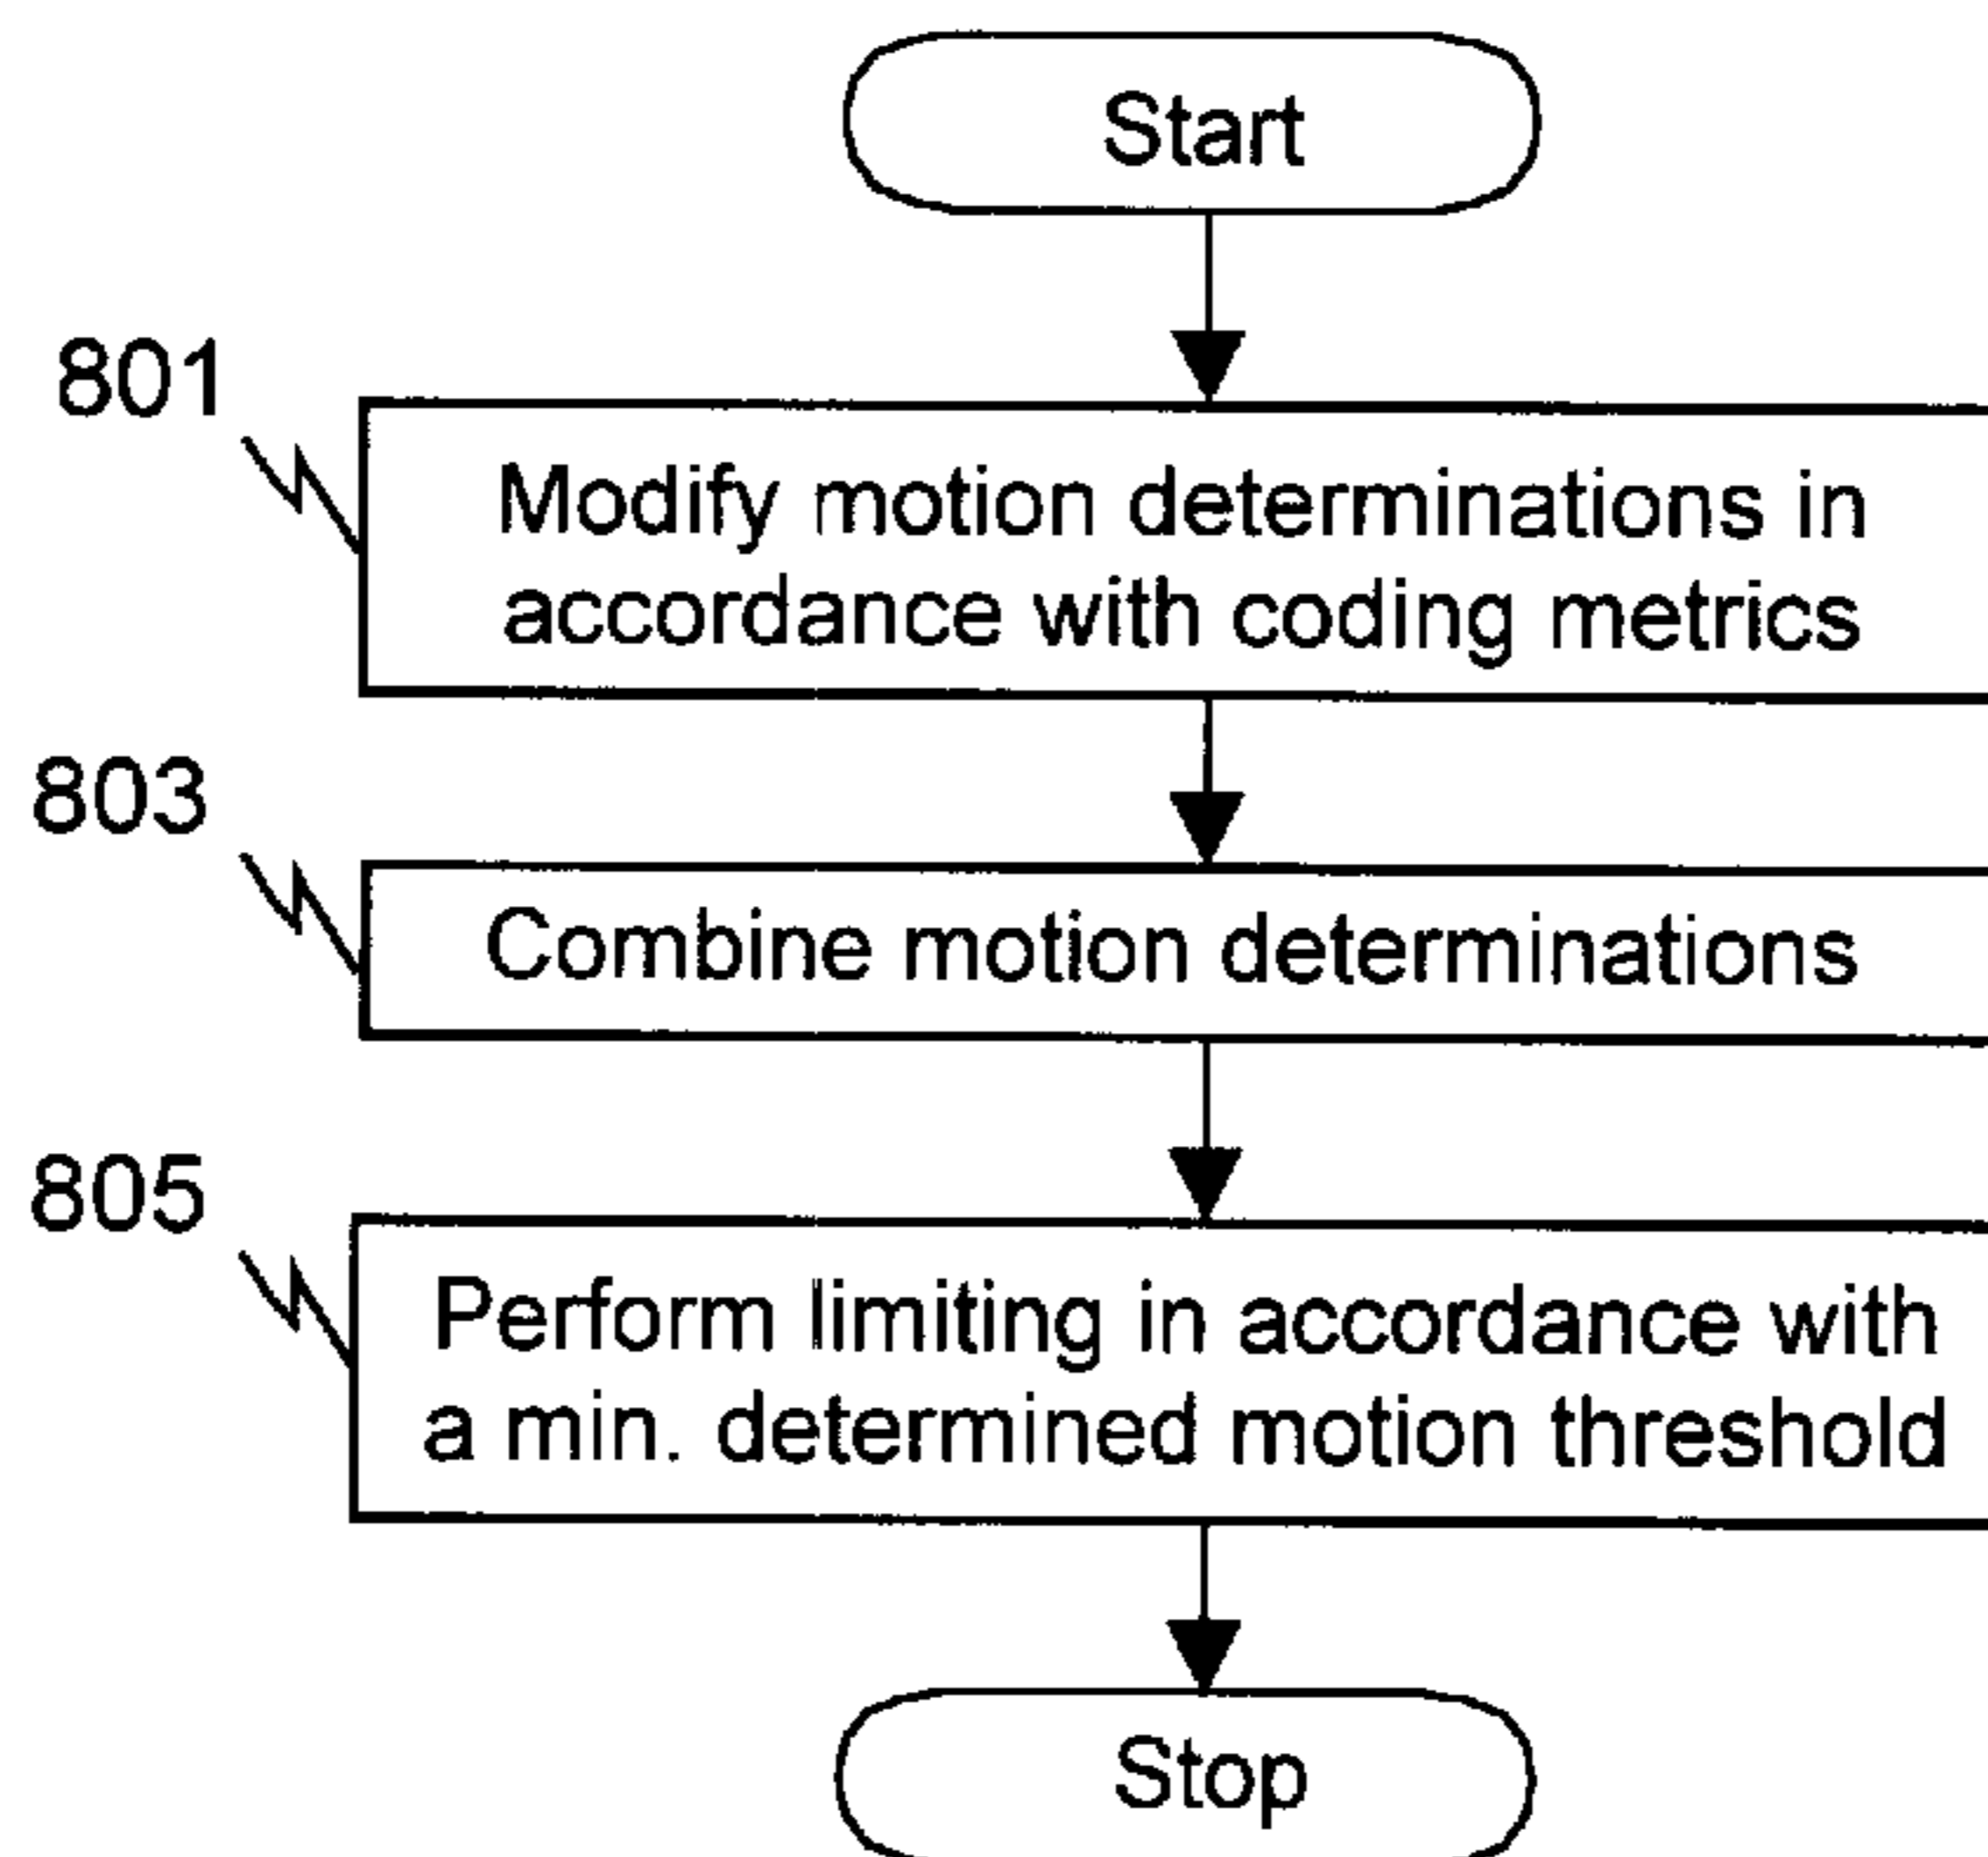 Start
801
Modify motion determinations in
accordance with coding metrics
803
Combine motion determinations
805
Perform limiting in accordance with
a min. determined motion threshold
Stop